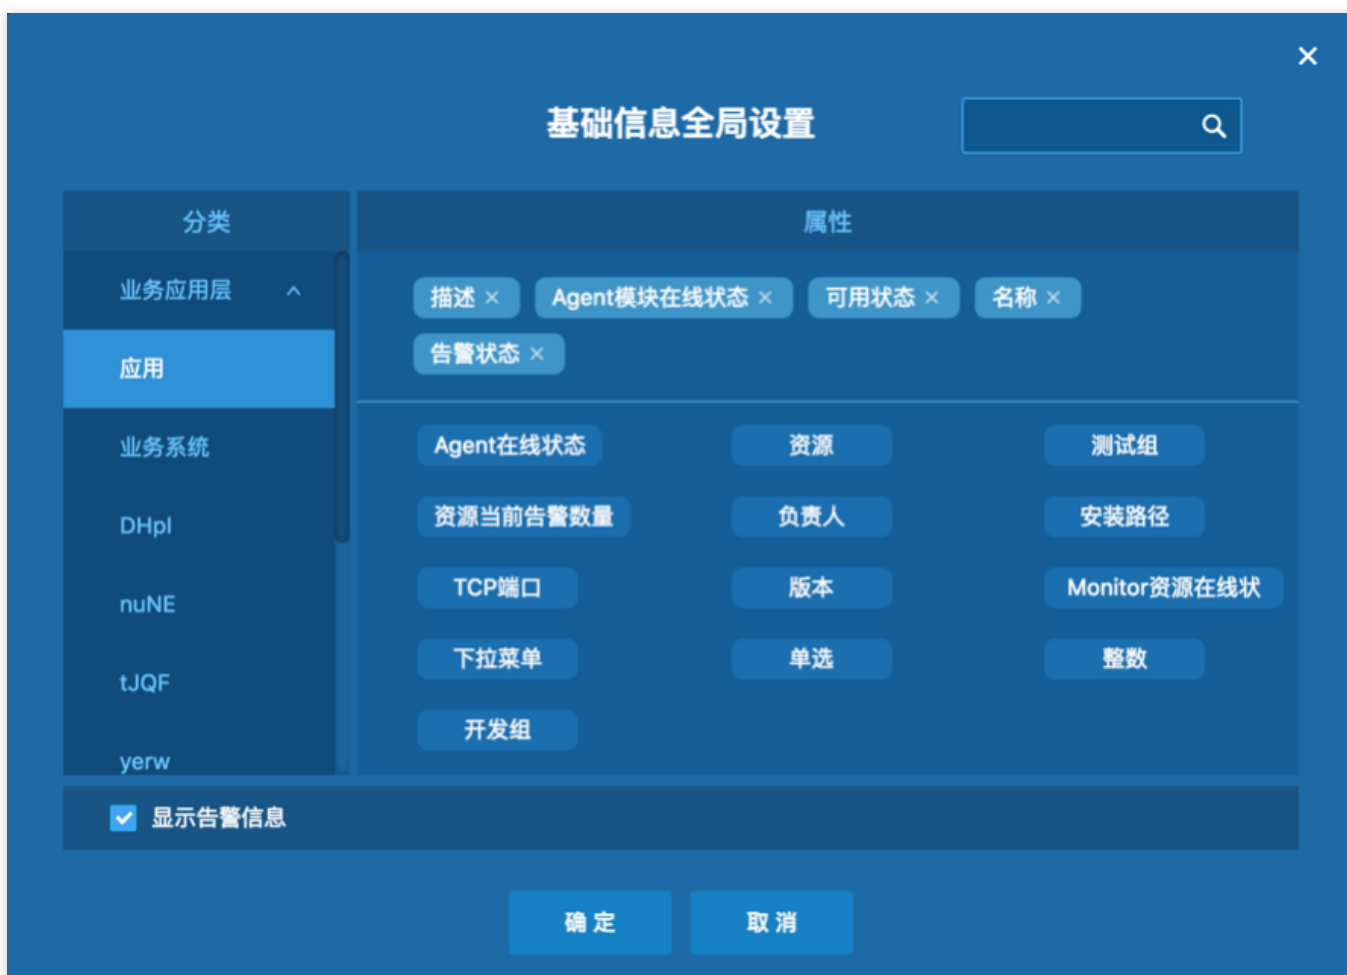 基础信息全局设置
分类
属性
业务应用层
应用
业务系统
DHpI
nuNE
tJQF
yerw
描述 × Agent模块在线状态 × 可用状态 × 名称 ×
告警状态 ×
Agent在线状态 资源 测试组
资源当前告警数量 负责人 安装路径
TCP端口 版本 Monitor资源在线状
下拉菜单 单选 整数
开发组
显示告警信息
确定 取消